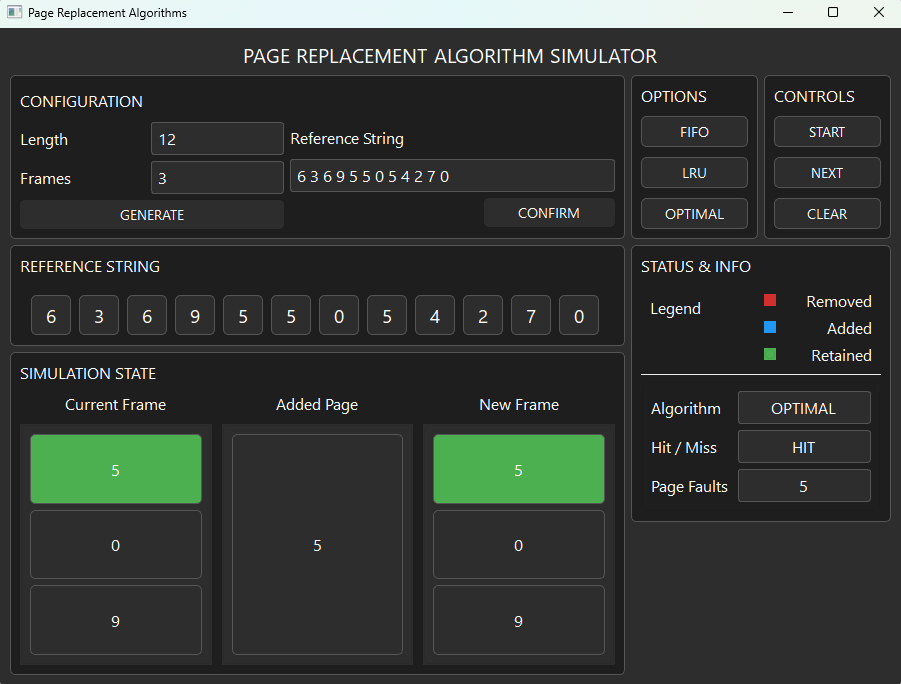 Page Replacement Algorithms
PAGE REPLACEMENT ALGORITHM SIMULATOR
CONFIGURATION
Length
12
Reference String
Frames
3
6 3 6 9 5 5 0 5 4 2 7 0
GENERATE
CONFIRM
OPTIONS
FIFO
LRU
OPTIMAL
CONTROLS
START
NEXT
CLEAR
REFERENCE STRING
6 3 6 9 5 5 0 5 4 2 7 0
SIMULATION STATE
Current Frame
5
0
9
Added Page
5
New Frame
5
0
9
STATUS & INFO
Legend
Removed
Added
Retained
Algorithm
OPTIMAL
Hit / Miss
HIT
Page Faults
5